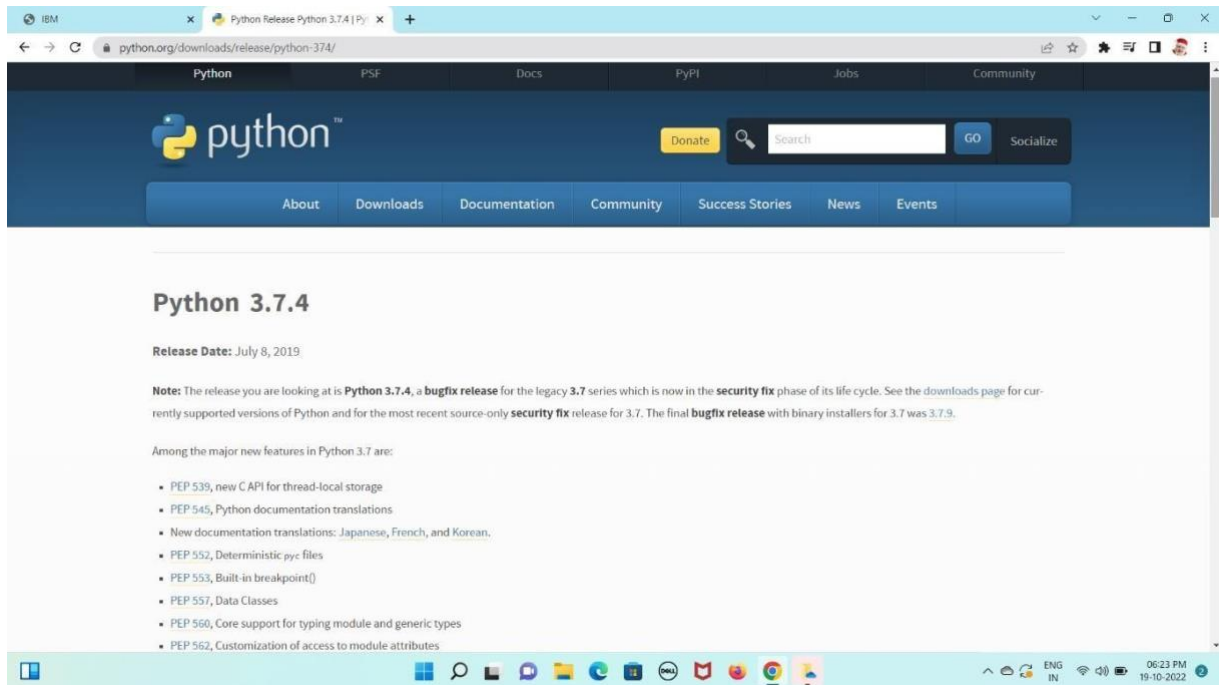 IBM
Python Release Python 3.7.4 | Py
python.org/downloads/release/python-374/
Python PSF Docs PyPI Jobs Community
python™
Donate Search GO Socialize
About Downloads Documentation Community Success Stories News Events
Python 3.7.4
Release Date: July 8, 2019
Note: The release you are looking at is Python 3.7.4, a bugfix release for the legacy 3.7 series which is now in the security fix phase of its life cycle. See the downloads page for cur-
rently supported versions of Python and for the most recent source-only security fix release for 3.7. The final bugfix release with binary installers for 3.7 was 3.7.9.
Among the major new features in Python 3.7 are:
• PEP 539, new C API for thread-local storage
• PEP 545, Python documentation translations
• New documentation translations: Japanese, French, and Korean.
• PEP 552, Deterministic pyc files
• PEP 553, Built-in breakpoint()
• PEP 557, Data Classes
• PEP 560, Core support for typing module and generic types
• PEP 562, Customization of access to module attributes
DELL
ENG
IN
06:23 PM
19-10-2022
2